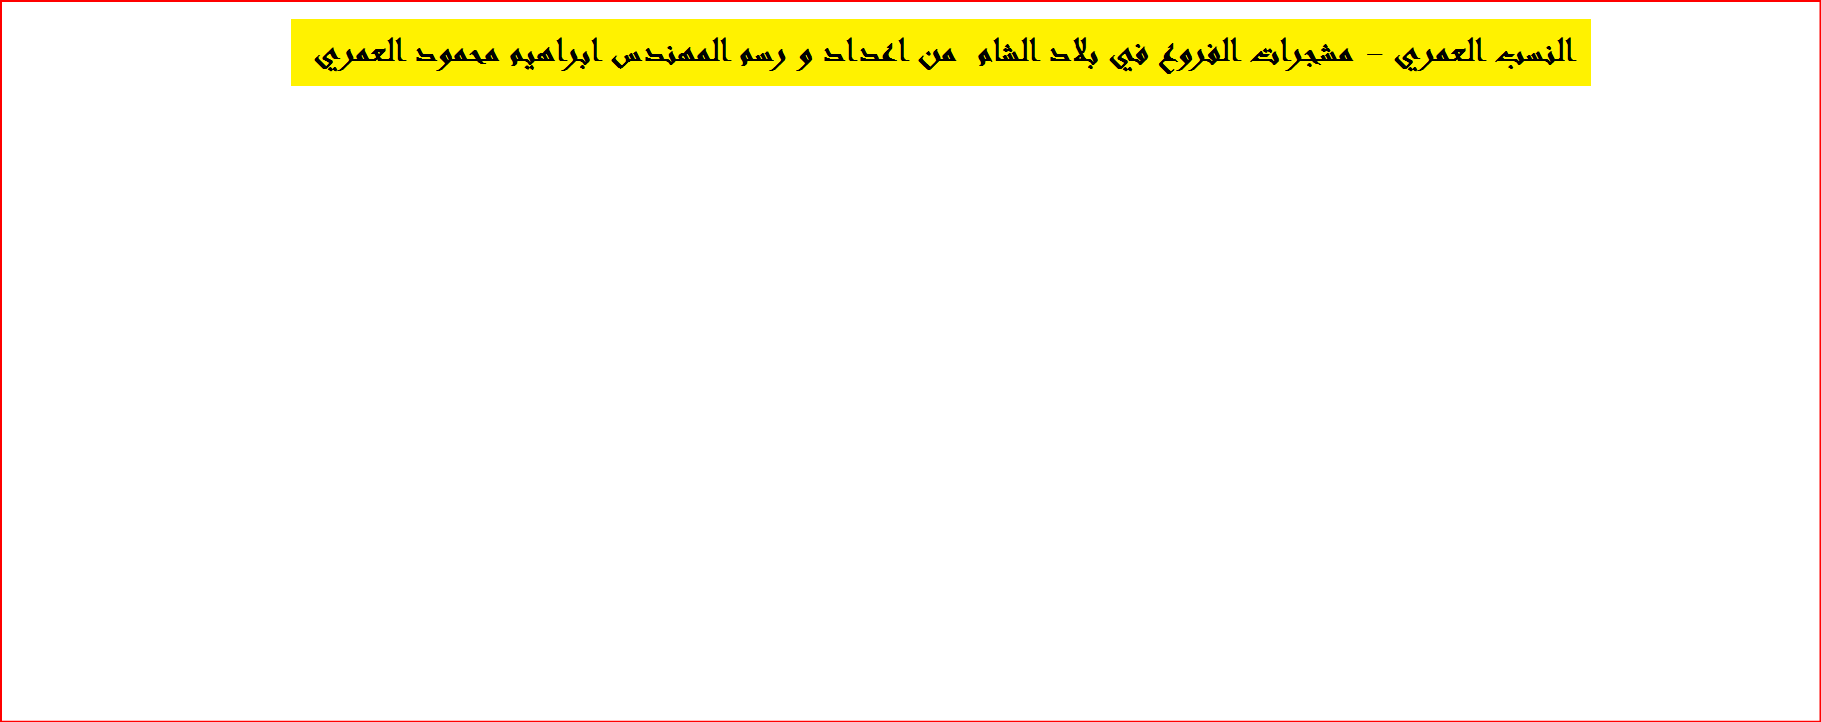 النسب العمري - مشجرات الفروع في بلاد الشام من اعداد و رسم المهندس ابراهيم محمود العمري